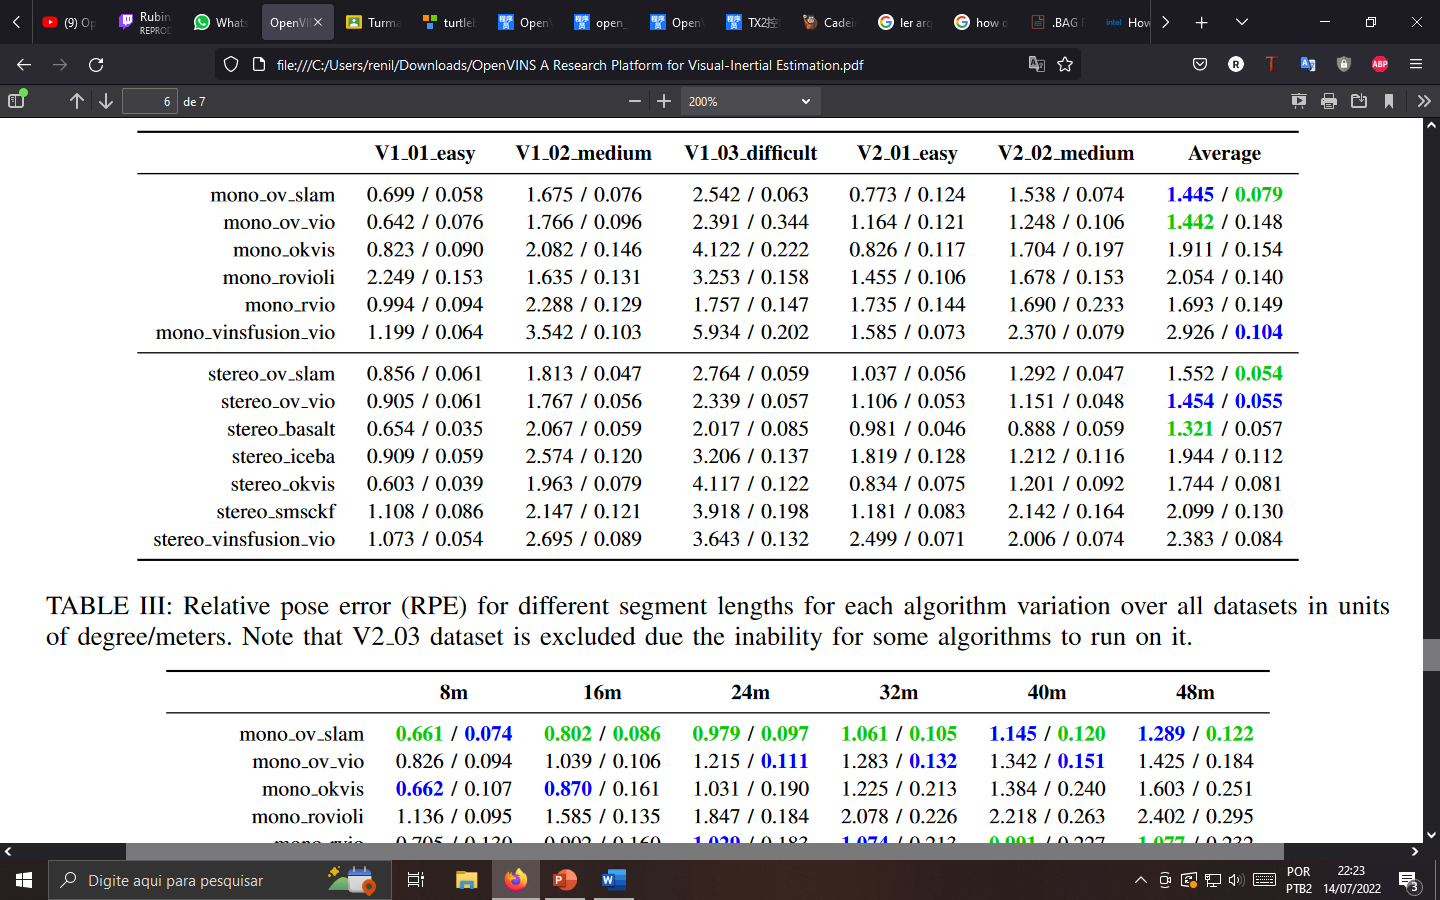 (9) Op
Rubin
REPROD
Whats
OpenVI
Turma
turtleb
OpenV
open_
OpenV
TX2
Cadei
ler arq
how o
.BAG F
intel How
file:///C:/Users/renil/Downloads/OpenVINS A Research Platform for Visual-Inertial Estimation.pdf
6 de 7
200%
V1_01_easy V1_02_medium V1_03_difficult V2_01_easy V2_02_medium Average
mono_ov_slam 0.699 / 0.058 1.675 / 0.076 2.542 / 0.063 0.773 / 0.124 1.538 / 0.074 1.445 / 0.079
mono_ov_vio 0.642 / 0.076 1.766 / 0.096 2.391 / 0.344 1.164 / 0.121 1.248 / 0.106 1.442 / 0.148
mono_okvis 0.823 / 0.090 2.082 / 0.146 4.122 / 0.222 0.826 / 0.117 1.704 / 0.197 1.911 / 0.154
mono_rovioli 2.249 / 0.153 1.635 / 0.131 3.253 / 0.158 1.455 / 0.106 1.678 / 0.153 2.054 / 0.140
mono_rvio 0.994 / 0.094 2.288 / 0.129 1.757 / 0.147 1.735 / 0.144 1.690 / 0.233 1.693 / 0.149
mono_vinsfusion_vio 1.199 / 0.064 3.542 / 0.103 5.934 / 0.202 1.585 / 0.073 2.370 / 0.079 2.926 / 0.104
stereo_ov_slam 0.856 / 0.061 1.813 / 0.047 2.764 / 0.059 1.037 / 0.056 1.292 / 0.047 1.552 / 0.054
stereo_ov_vio 0.905 / 0.061 1.767 / 0.056 2.339 / 0.057 1.106 / 0.053 1.151 / 0.048 1.454 / 0.055
stereo_basalt 0.654 / 0.035 2.067 / 0.059 2.017 / 0.085 0.981 / 0.046 0.888 / 0.059 1.321 / 0.057
stereo_iceba 0.909 / 0.059 2.574 / 0.120 3.206 / 0.137 1.819 / 0.128 1.212 / 0.116 1.944 / 0.112
stereo_okvis 0.603 / 0.039 1.963 / 0.079 4.117 / 0.122 0.834 / 0.075 1.201 / 0.092 1.744 / 0.081
stereo_smsckf 1.108 / 0.086 2.147 / 0.121 3.918 / 0.198 1.181 / 0.083 2.142 / 0.164 2.099 / 0.130
stereo_vinsfusion_vio 1.073 / 0.054 2.695 / 0.089 3.643 / 0.132 2.499 / 0.071 2.006 / 0.074 2.383 / 0.084
TABLE III: Relative pose error (RPE) for different segment lengths for each algorithm variation over all datasets in units
of degree/meters. Note that V2_03 dataset is excluded due the inability for some algorithms to run on it.
8m 16m 24m 32m 40m 48m
mono_ov_slam 0.661 / 0.074 0.802 / 0.086 0.979 / 0.097 1.061 / 0.105 1.145 / 0.120 1.289 / 0.122
mono_ov_vio 0.826 / 0.094 1.039 / 0.106 1.215 / 0.111 1.283 / 0.132 1.342 / 0.151 1.425 / 0.184
mono_okvis 0.662 / 0.107 0.870 / 0.161 1.031 / 0.190 1.225 / 0.213 1.384 / 0.240 1.603 / 0.251
mono_rovioli 1.136 / 0.095 1.585 / 0.135 1.847 / 0.184 2.078 / 0.226 2.218 / 0.263 2.402 / 0.295
Digite aqui para pesquisar
POR 22:23
PTB2 14/07/2022
3